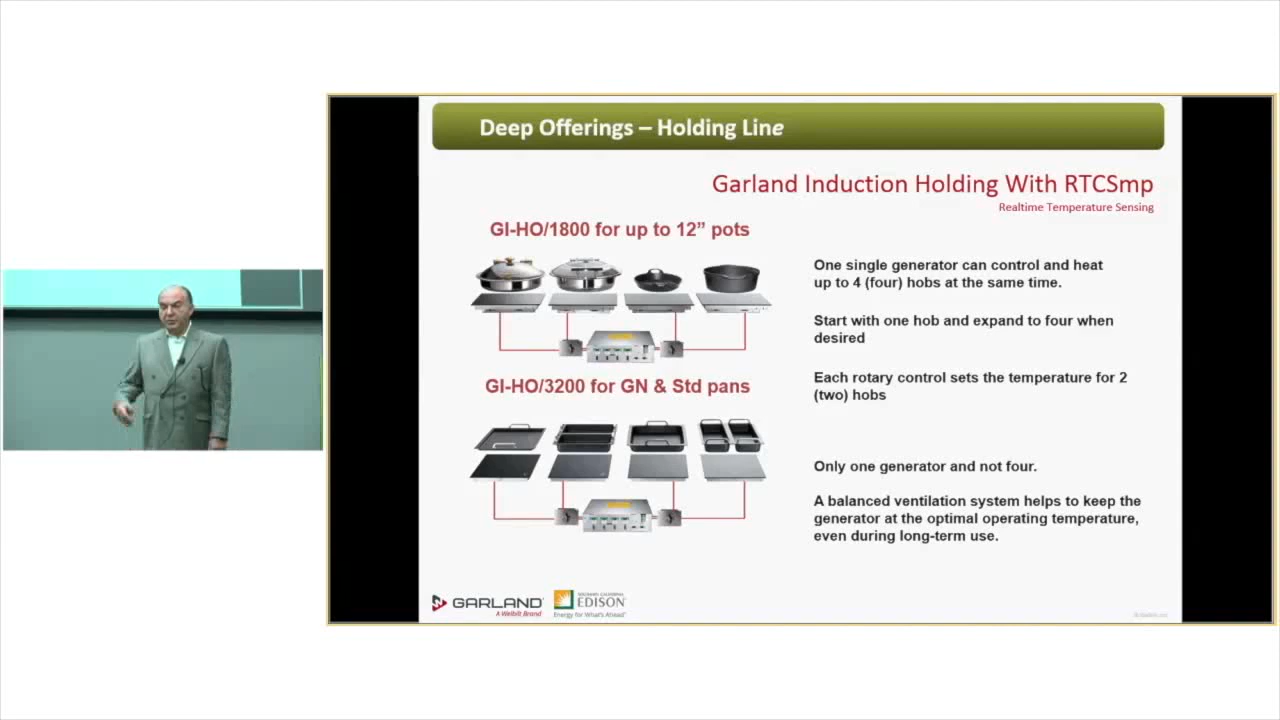 Deep Offerings – Holding Line
Garland Induction Holding With RTCSmp
Realtime Temperature Sensing
GI-HO/1800 for up to 12” pots
One single generator can control and heat
up to 4 (four) hobs at the same time.
Start with one hob and expand to four when
desired
Each rotary control sets the temperature for 2
(two) hobs
GI-HO/3200 for GN & Std pans
Only one generator and not four.
A balanced ventilation system helps to keep the
generator at the optimal operating temperature,
even during long-term use.
GARLAND
A Welbilt Brand
SOUTHERN CALIFORNIA
EDISON
Energy for What's Ahead